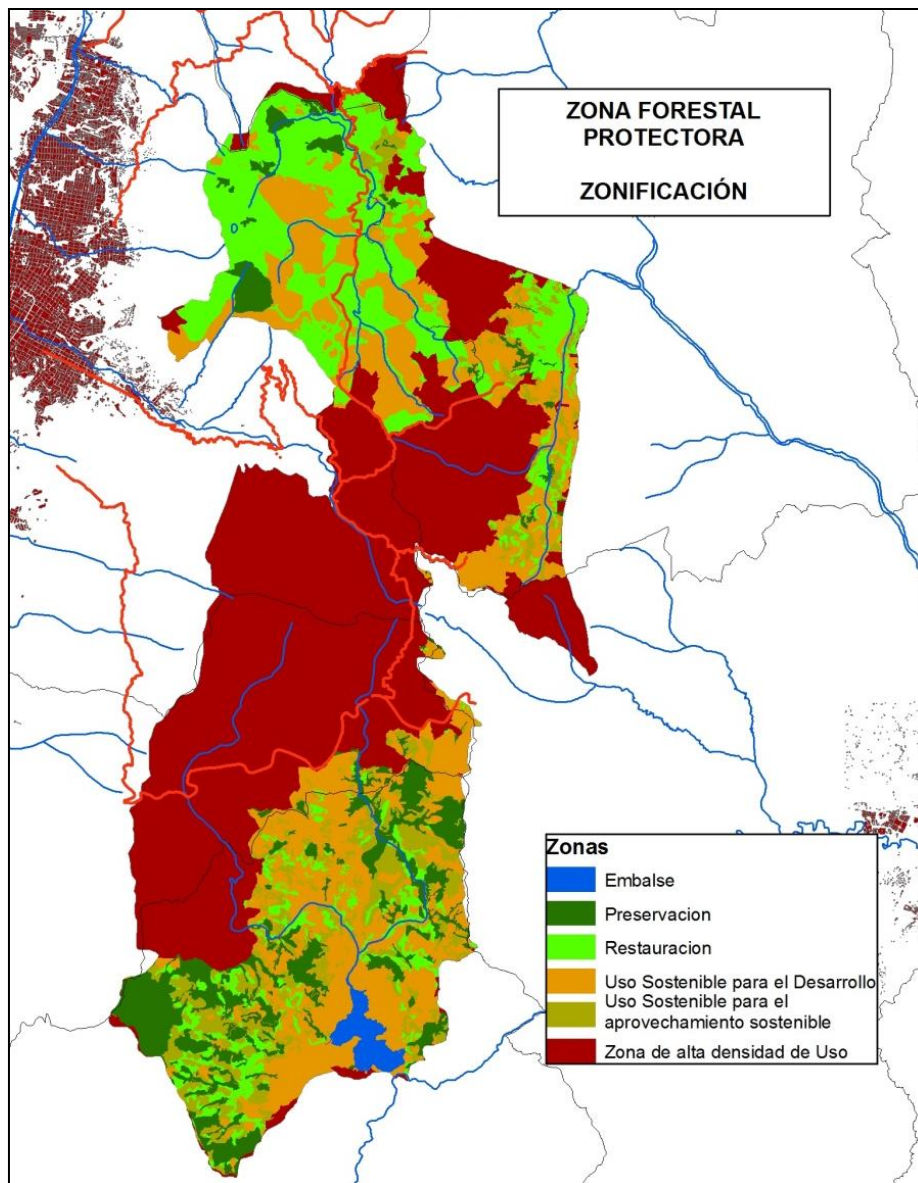 ZONA FORESTAL
PROTECTORA
ZONIFICACIÓN
Zonas
Embalse
Preservacion
Restauracion
Uso Sostenible para el Desarrollo
Uso Sostenible para el
aprovechamiento sostenible
Zona de alta densidad de Uso